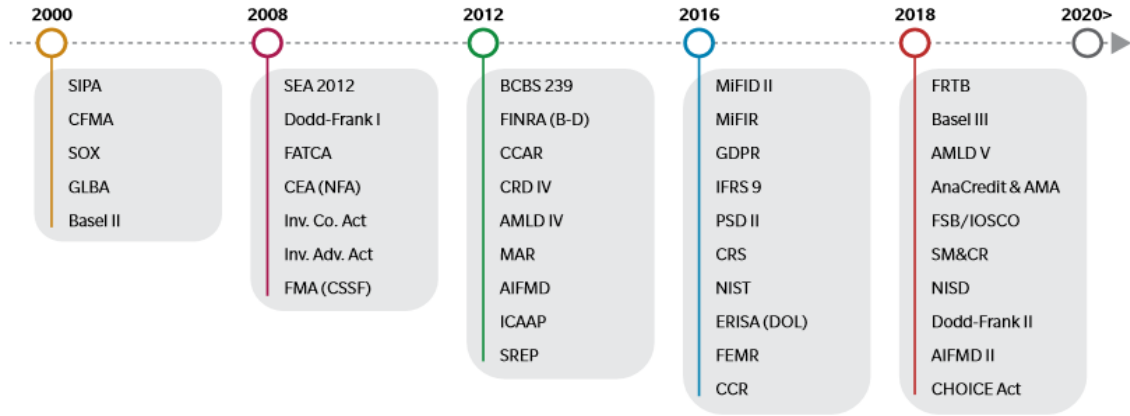 2000
2008
2012
2016
2018
2020>
SIPA
CFMA
SOX
GLBA
Basel II
SEA 2012
Dodd-Frank I
FATCA
CEA (NFA)
Inv. Co. Act
Inv. Adv. Act
FMA (CSSF)
BCBS 239
FINRA (B-D)
CCAR
CRD IV
AMLD IV
MAR
AIFMD
ICAAP
SREP
MiFID II
MiFIR
GDPR
IFRS 9
PSD II
CRS
NIST
ERISA (DOL)
FEMR
CCR
FRTB
Basel III
AMLD V
AnaCredit & AMA
FSB/IOSCO
SM&CR
NISD
Dodd-Frank II
AIFMD II
CHOICE Act